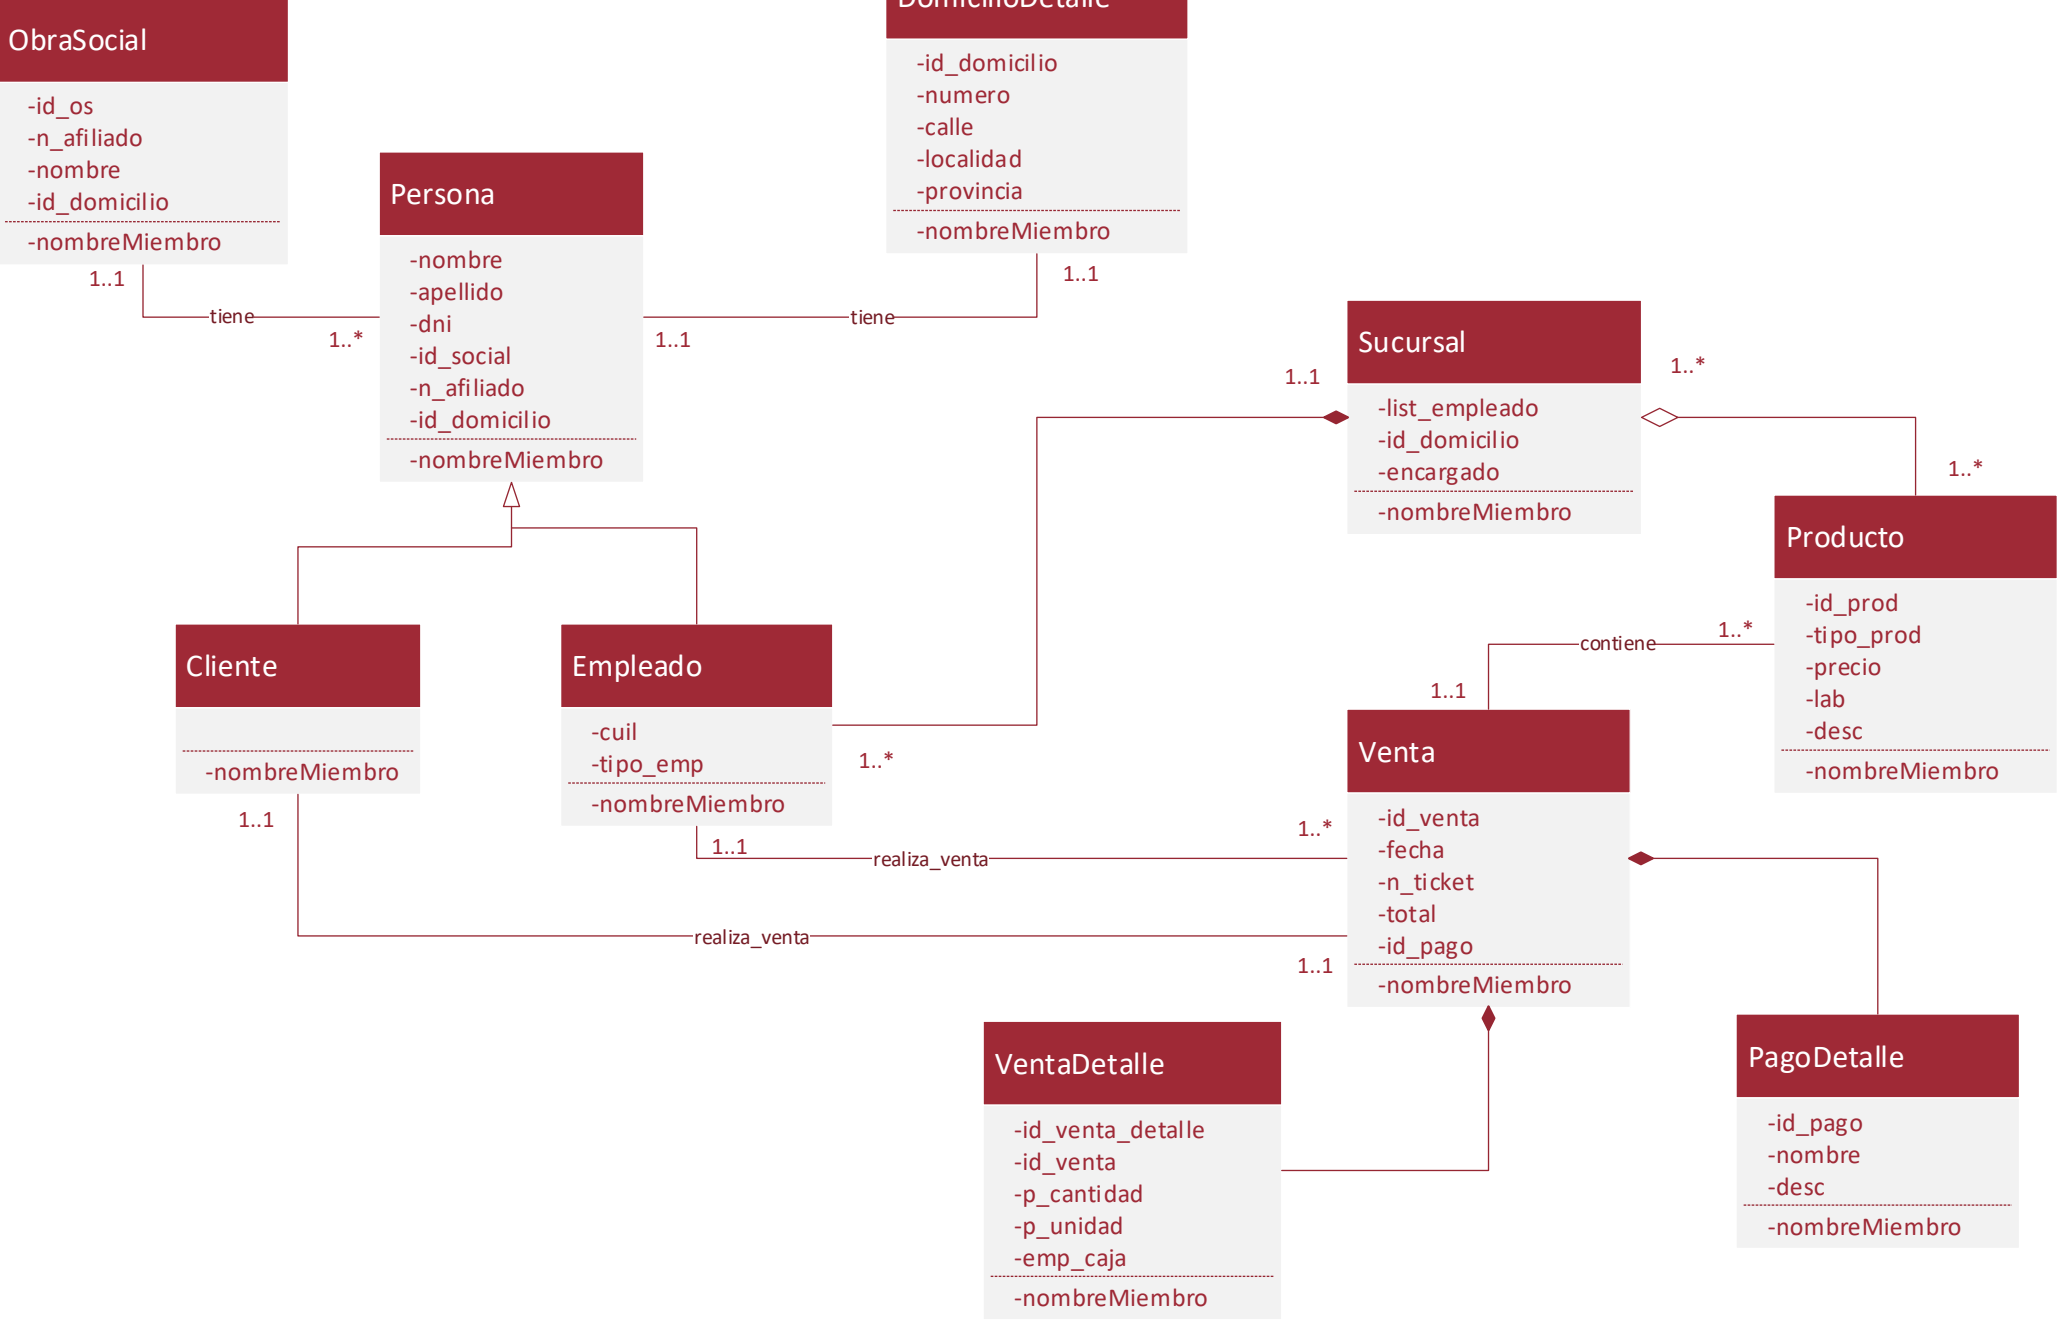 DomicilioDetalle
-id_domicilio
-numero
-calle
-localidad
-provincia
-nombreMiembro
1..1
ObraSocial
-id_os
-n_afiliado
-nombre
-id_domicilio
-nombreMiembro
1..1
tiene
1..*
Persona
-nombre
-apellido
-dni
-id_social
-n_afiliado
-id_domicilio
-nombreMiembro
1..1
tiene
Sucursal
-list_empleado
-id_domicilio
-encargado
-nombreMiembro
1..1
1..*
1..*
Producto
-id_prod
-tipo_prod
-precio
-lab
-desc
-nombreMiembro
1..*
contiene
1..1
Cliente
-nombreMiembro
1..1
Empleado
-cuil
-tipo_emp
-nombreMiembro
1..*
1..1
realiza_venta
1..*
realiza_venta
1..1
Venta
-id_venta
-fecha
-n_ticket
-total
-id_pago
-nombreMiembro
VentaDetalle
-id_venta_detalle
-id_venta
-p_cantidad
-p_unidad
-emp_caja
-nombreMiembro
PagoDetalle
-id_pago
-nombre
-desc
-nombreMiembro